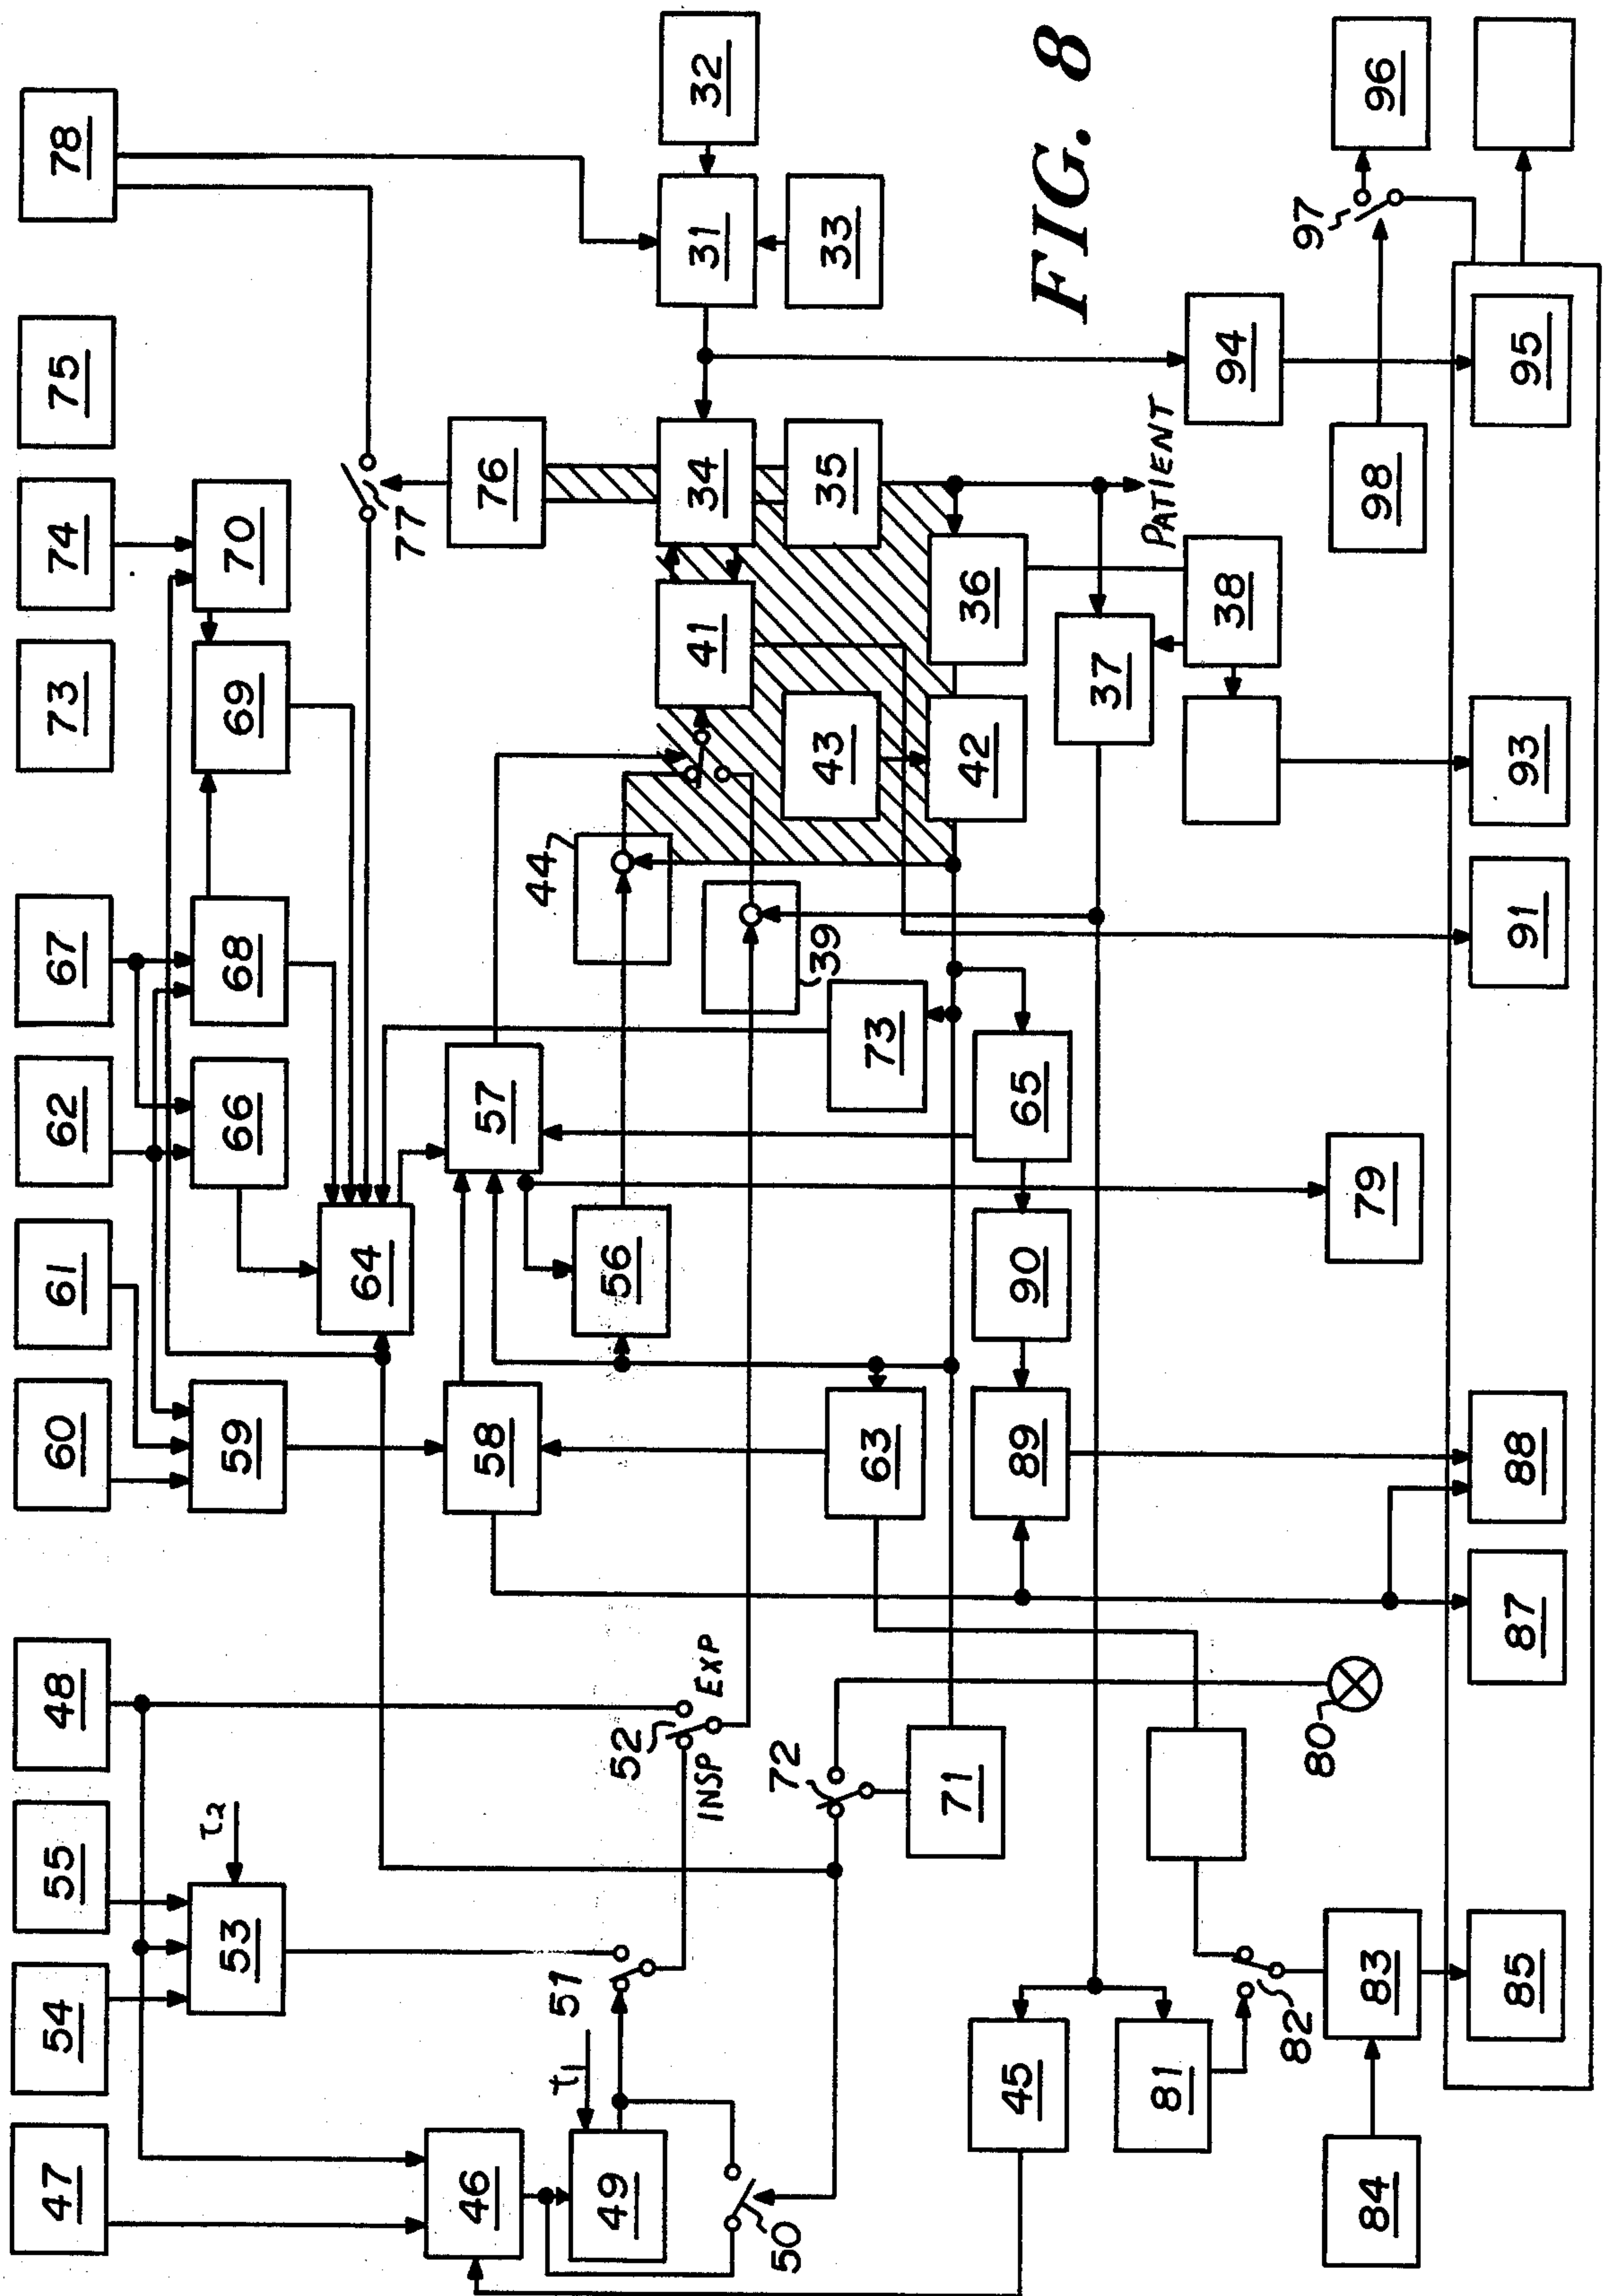 47 54 55 48 60 61 62 67 73 74 75 78
53 τ2 59 66 68 69 70
64 77
46 58 57 76
τ1 51
49 52 56 44
INSP EXP 41 34 31 32
50 72 39 43 35 33
63 73
71 42 36
45 89 90 65
FIG. 8
37
81 PATIENT
38 94
82 80 97
84 83 79 98 96
85 87 88 91 93 95